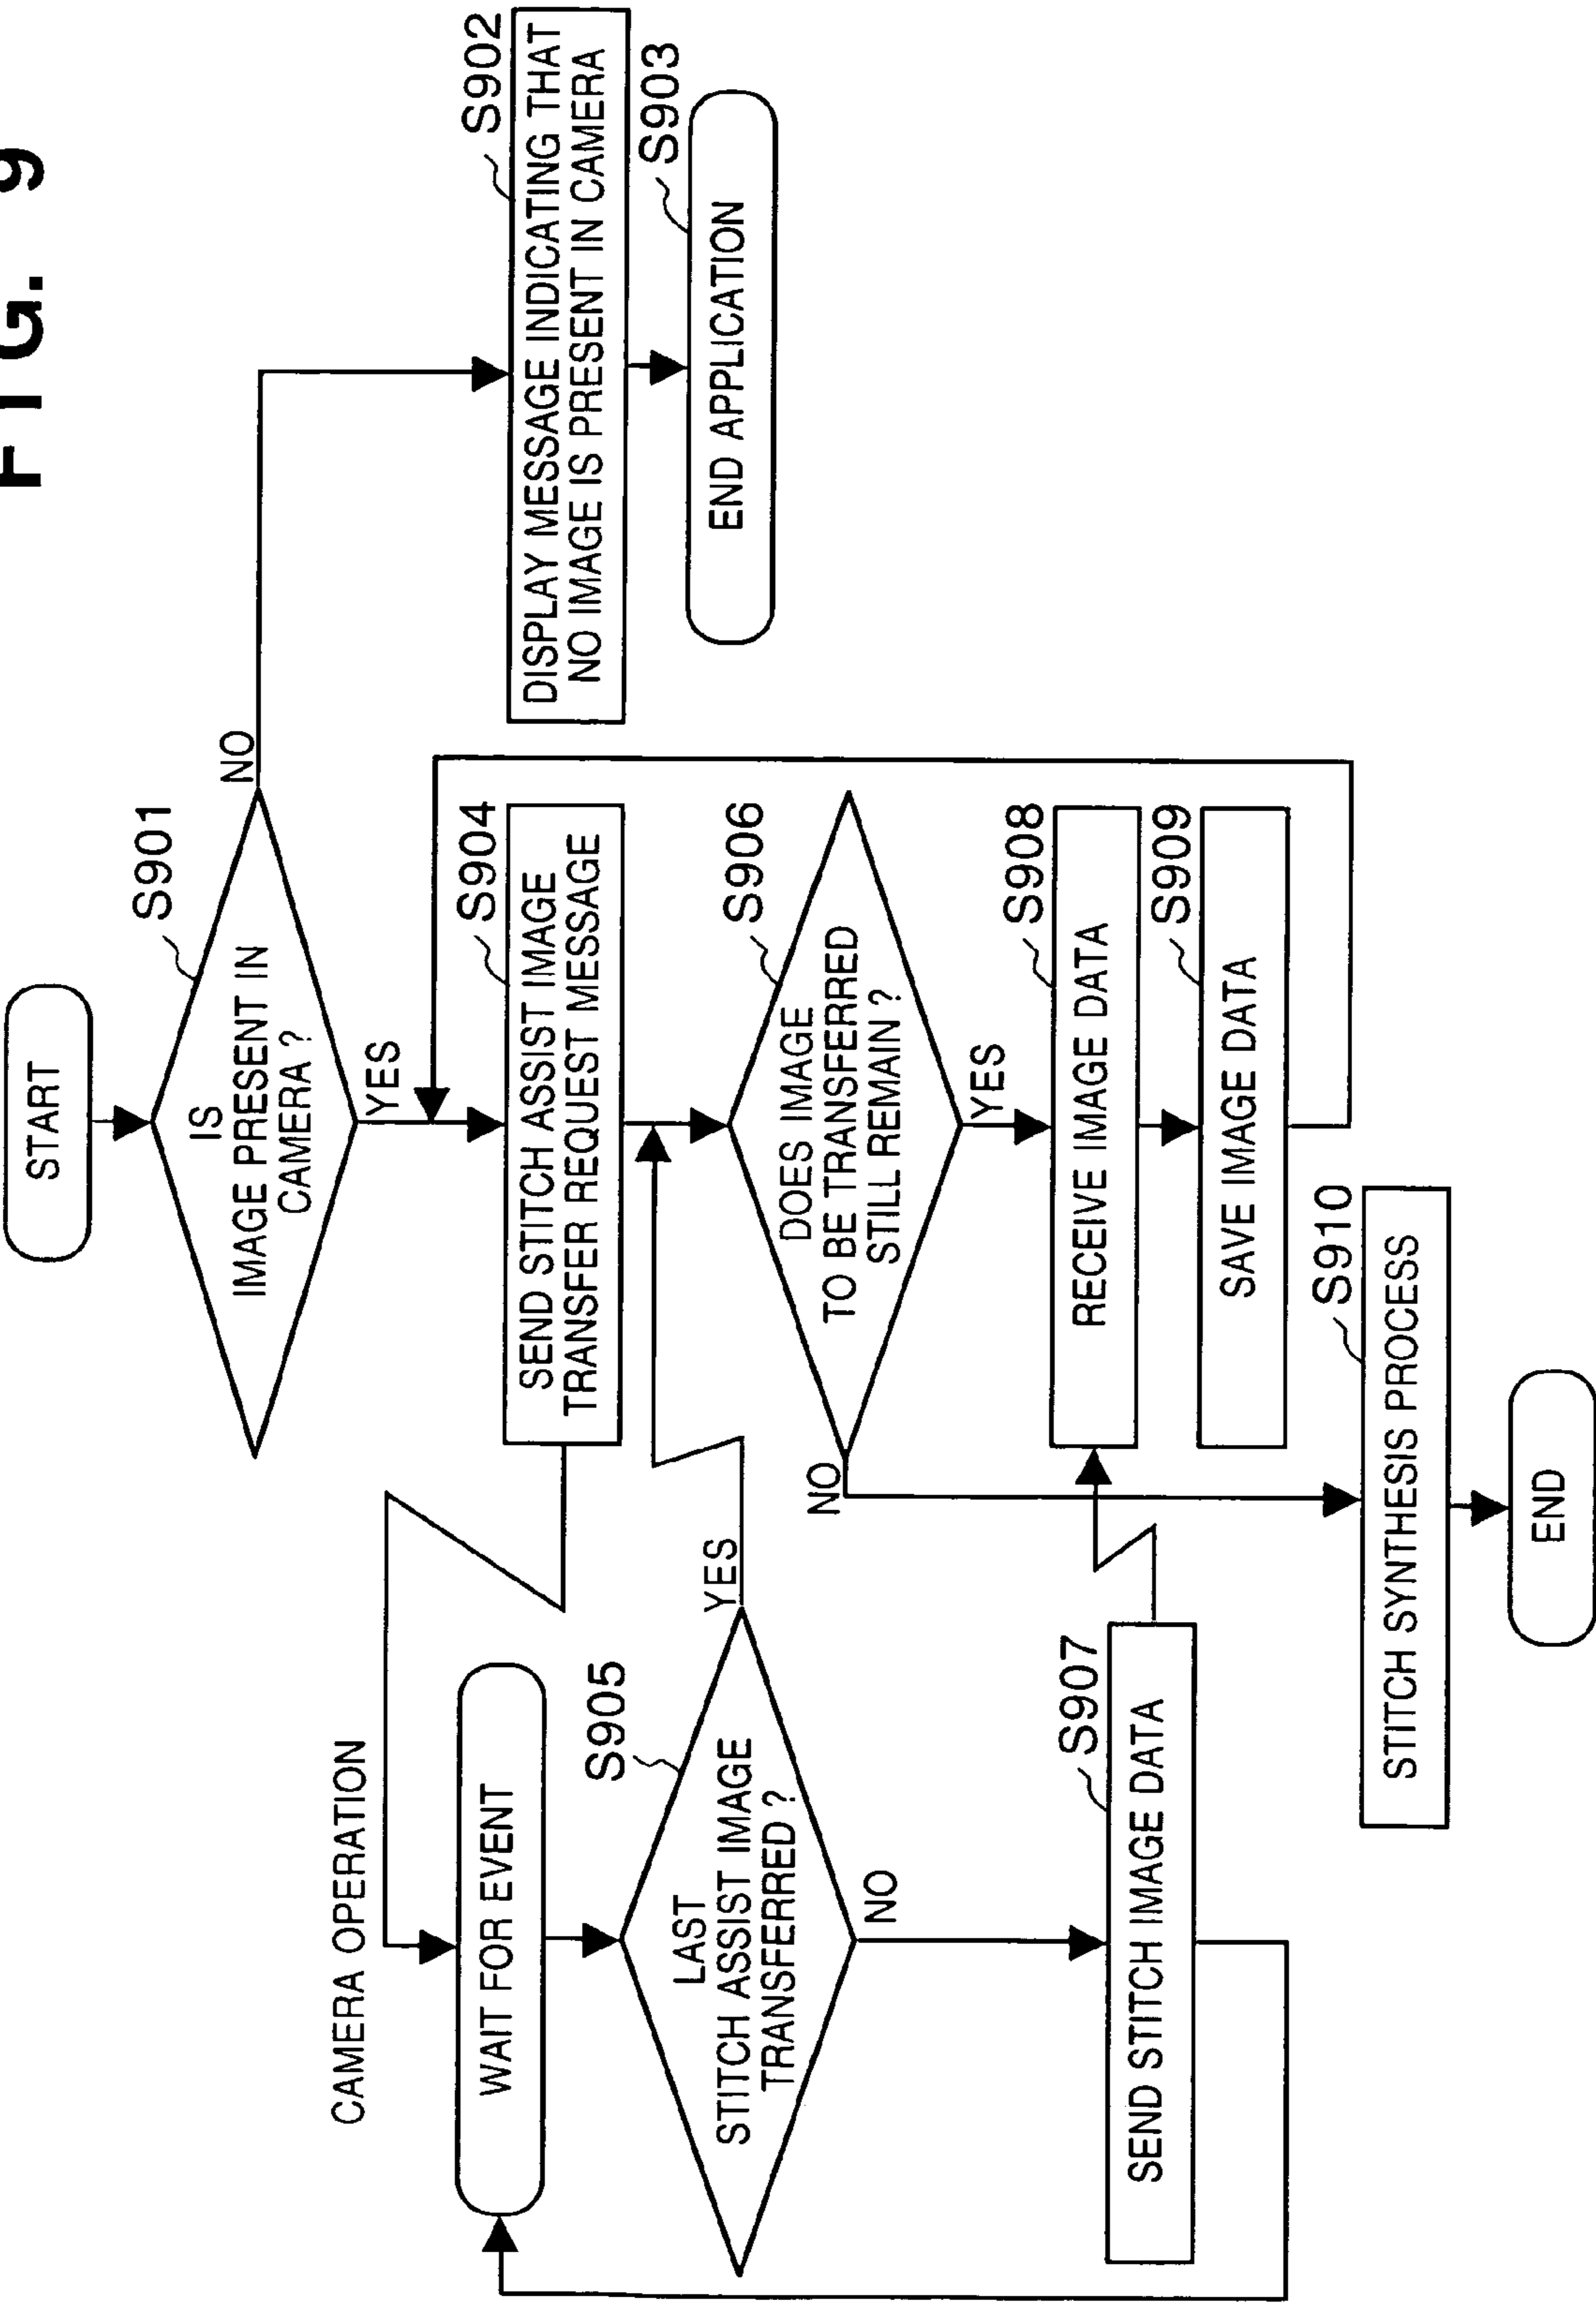 FIG. 9
START
S901
IS
IMAGE PRESENT IN
CAMERA ?
NO
YES
S902
DISPLAY MESSAGE INDICATING THAT
NO IMAGE IS PRESENT IN CAMERA
S903
END APPLICATION
S904
SEND STITCH ASSIST IMAGE
TRANSFER REQUEST MESSAGE
CAMERA OPERATION
WAIT FOR EVENT
S905
LAST
STITCH ASSIST IMAGE
TRANSFERRED ?
YES
NO
S906
DOES IMAGE
TO BE TRANSFERRED
STILL REMAIN ?
NO
YES
S907
SEND STITCH IMAGE DATA
S908
RECEIVE IMAGE DATA
S909
SAVE IMAGE DATA
S910
STITCH SYNTHESIS PROCESS
END